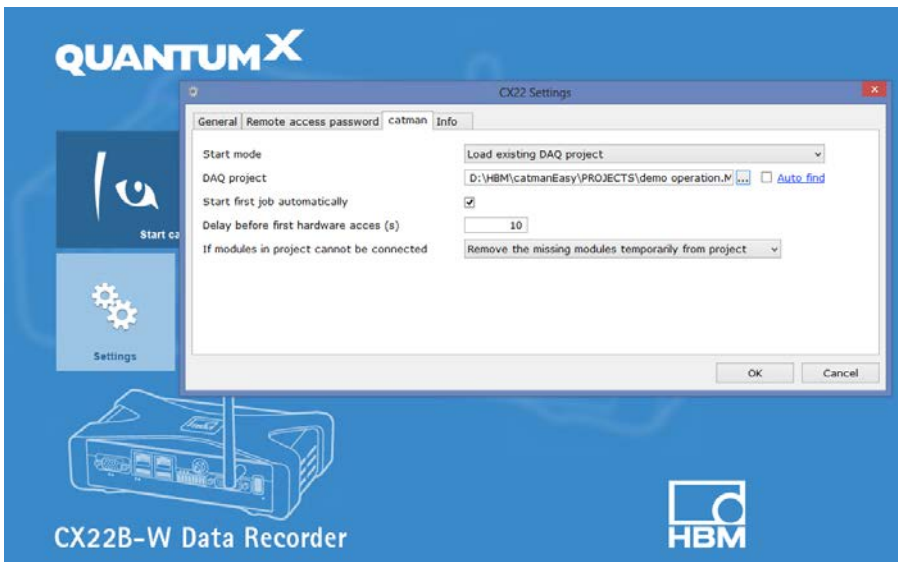 QUANTUMX
CX22 Settings
General Remote access password catman Info
Start mode Load existing DAQ project
DAQ project D:\HBM\catmanEasy\PROJECTS\demo operation.M ... Auto find
Start first job automatically
Delay before first hardware acces (s) 10
If modules in project cannot be connected Remove the missing modules temporarily from project
Start ca
Settings
OK Cancel
CX22B-W Data Recorder
HBM